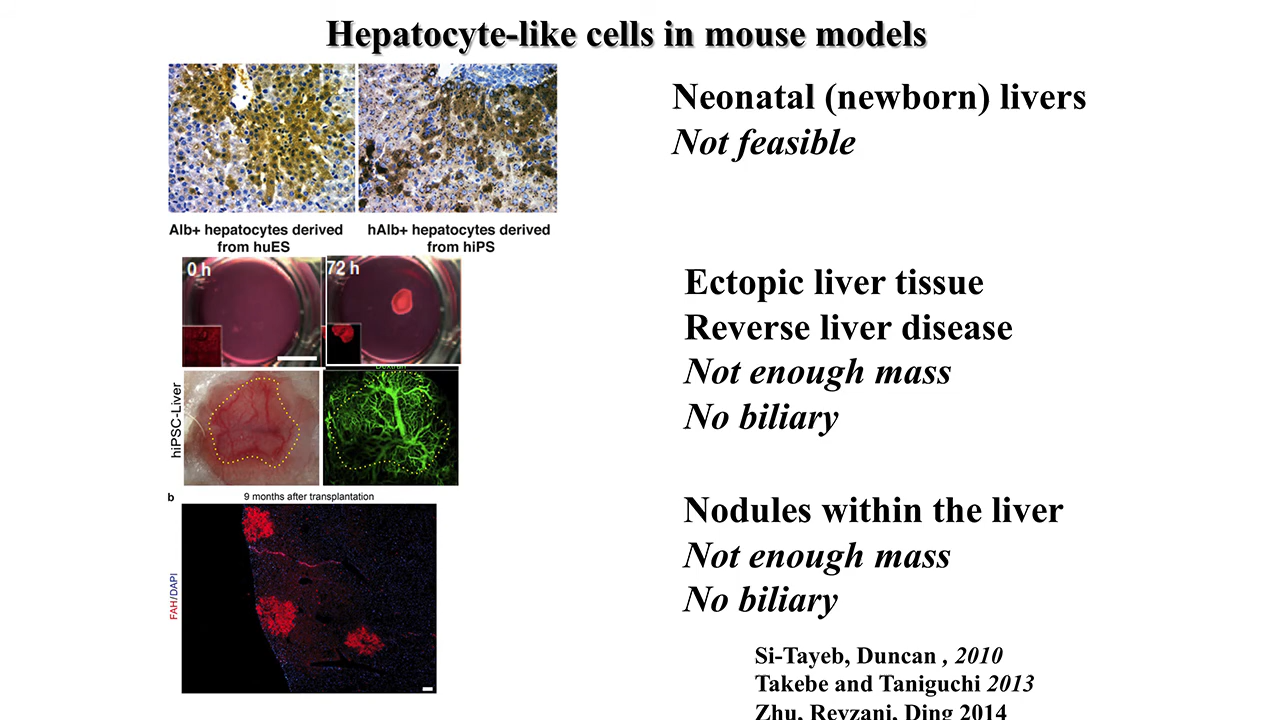 Hepatocyte-like cells in mouse models
Neonatal (newborn) livers
Not feasible
Alb+ hepatocytes derived
from huES
hAlb+ hepatocytes derived
from hiPS
0 h
72 h
Ectopic liver tissue
Reverse liver disease
Not enough mass
No biliary
Dextran
hiPSC-Liver
b
9 months after transplantation
FAH/DAPI
Nodules within the liver
Not enough mass
No biliary
Si-Tayeb, Duncan , 2010
Takebe and Taniguchi 2013
Zhu, Rezvani, Ding 2014